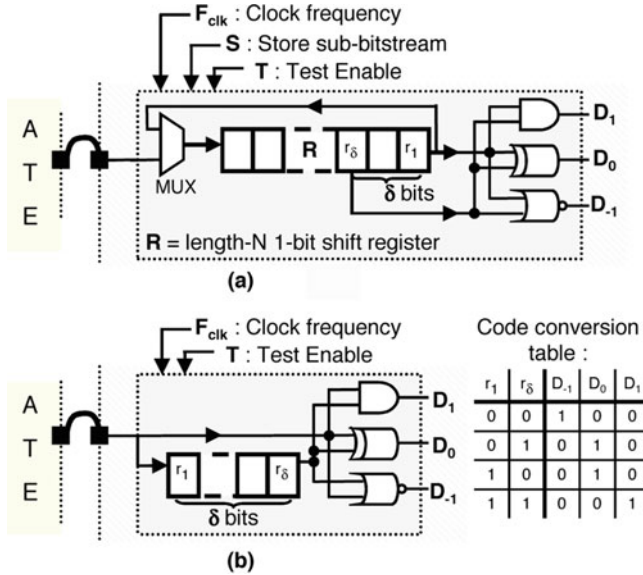 F_clk : Clock frequency
S : Store sub-bitstream
T : Test Enable
A
T
E
MUX
R
r_δ
r_1
δ bits
D_1
D_0
D_-1
R = length-N 1-bit shift register
(a)
F_clk : Clock frequency
T : Test Enable
A
T
E
r_1
r_δ
δ bits
D_1
D_0
D_-1
(b)
Code conversion
table :
r_1 r_δ D_-1 D_0 D_1
0 0 1 0 0
0 1 0 1 0
1 0 0 1 0
1 1 0 0 1